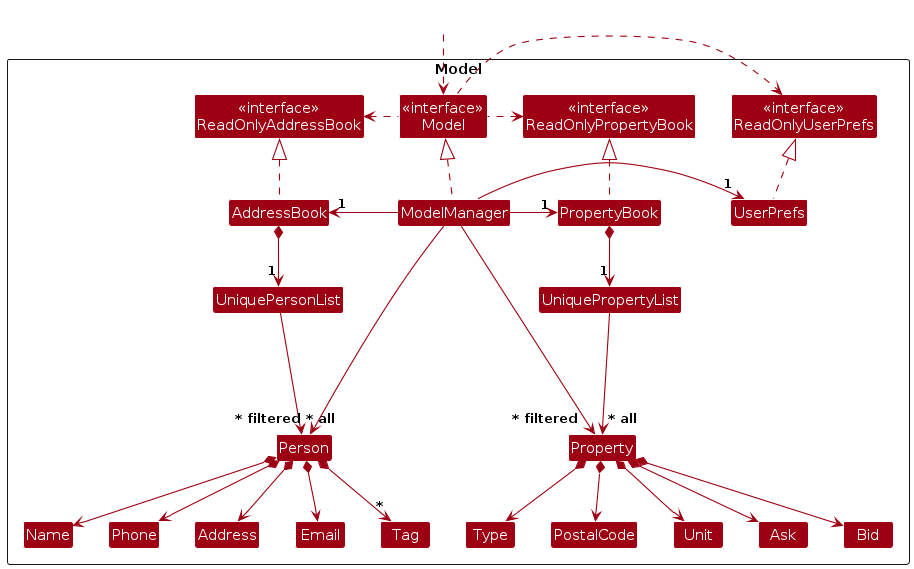 Model
«interface»
ReadOnlyAddressBook
«interface»
Model
«interface»
ReadOnlyPropertyBook
«interface»
ReadOnlyUserPrefs
AddressBook
1
ModelManager
1
PropertyBook
1
UserPrefs
1
UniquePersonList
1
UniquePropertyList
* filtered
* all
* filtered
* all
Person
Property
Name
Phone
Address
Email
*
Tag
Type
PostalCode
Unit
Ask
Bid